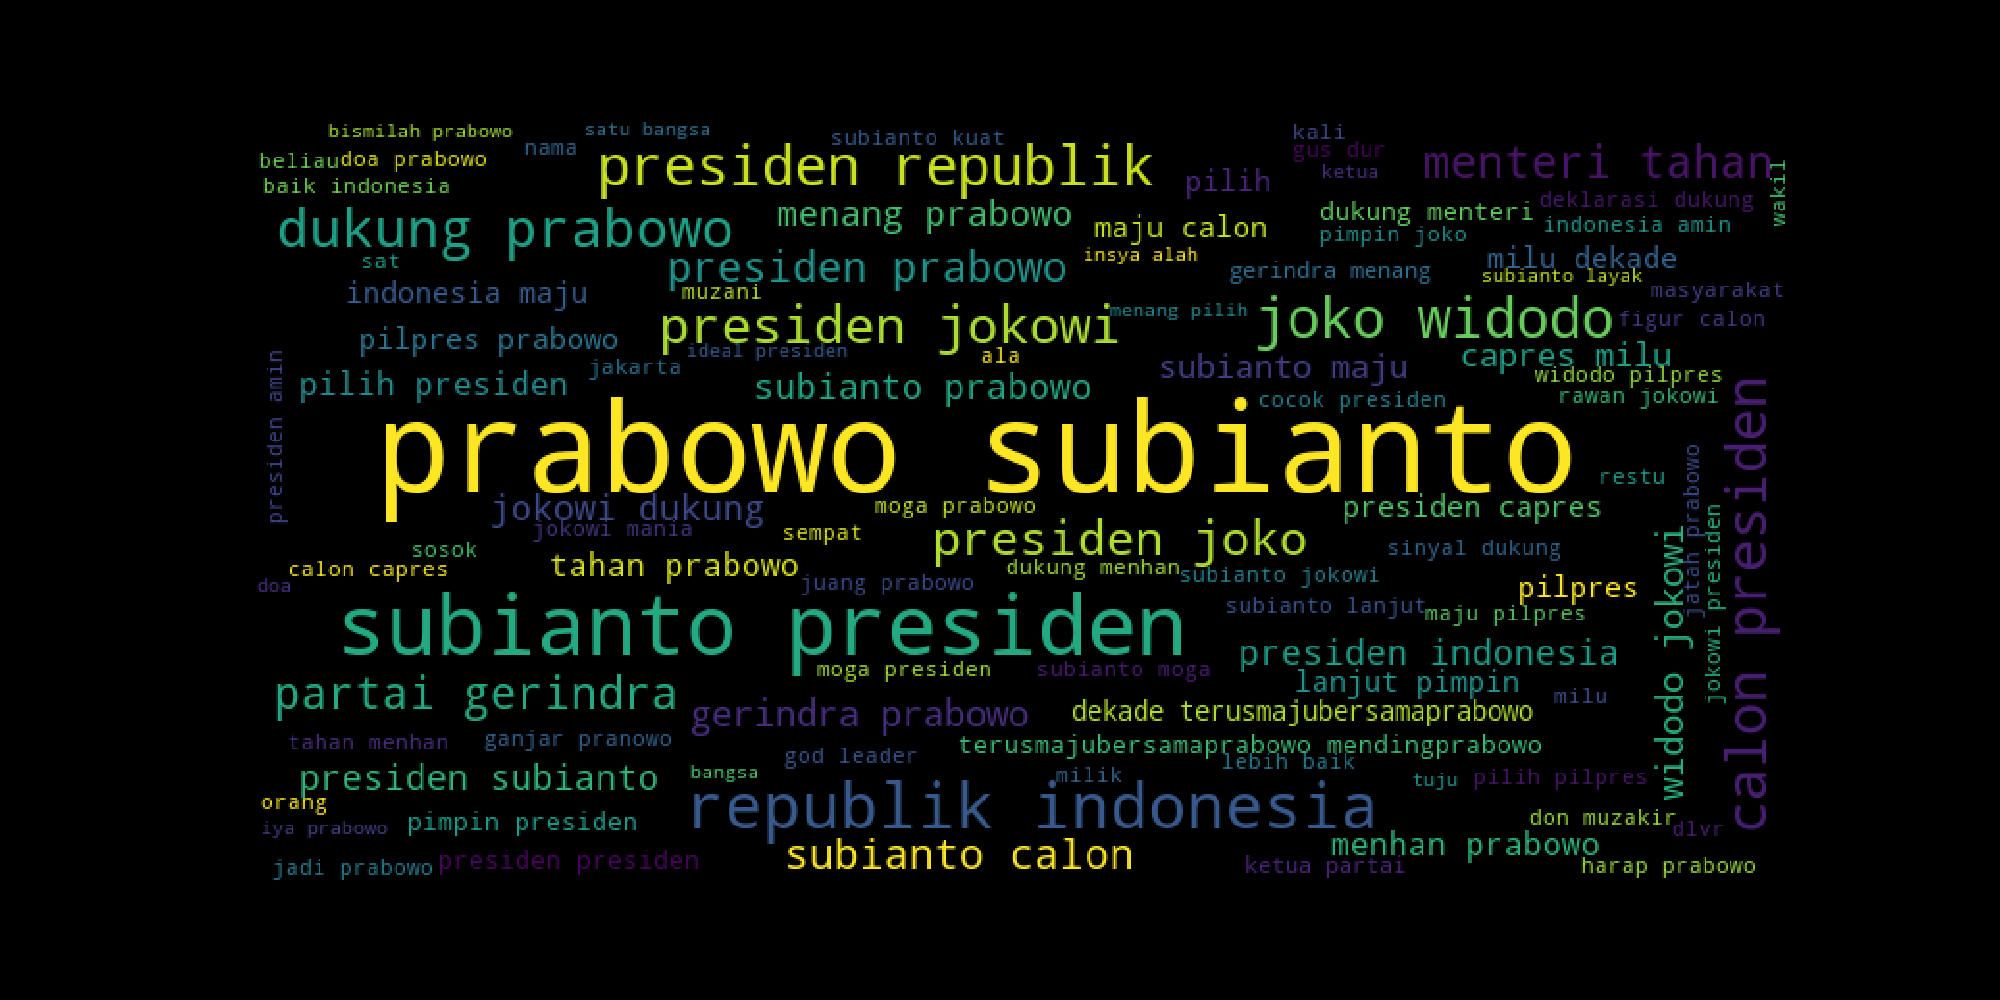 bismilah prabowo
satu bangsa
subianto kuat
kali
nama
gus dur
beliau
doa prabowo
presiden republik
menteri tahan
ketua
baik indonesia
pilih
wakil
deklarasi dukung
dukung prabowo
menang prabowo
maju calon
dukung menteri
indonesia amin
pimpin joko
sat
presiden prabowo
insya alah
gerindra menang
milu dekade
subianto layak
indonesia maju
muzani
masyarakat
presiden jokowi
menang pilih
joko widodo
figur calon
pilpres prabowo
ideal presiden
ala
capres milu
jakarta
subianto maju
widodo pilpres
pilih presiden
subianto prabowo
rawan jokowi
cocok presiden
presiden amin
prabowo subianto
calon presiden
restu
jatah prabowo
jokowi dukung
moga prabowo
presiden capres
jokowi mania
sempat
presiden joko
sosok
sinyal dukung
widodo jokowi
jokowi presiden
calon capres
tahan prabowo
dukung menhan
subianto jokowi
doa
juang prabowo
pilpres
subianto presiden
subianto lanjut
maju pilpres
moga presiden
subianto moga
presiden indonesia
lanjut pimpin
partai gerindra
milu
gerindra prabowo
dekade terusmajubersamaprabowo
tahan menhan
ganjar pranowo
terusmajubersamaprabowo mendingprabowo
god leader
lebih baik
presiden subianto
bangsa
milik
tuju
pilih pilpres
orang
republik indonesia
iya prabowo
pimpin presiden
don muzakir
dlvr
subianto calon
menhan prabowo
jadi prabowo
presiden presiden
ketua partai
harap prabowo